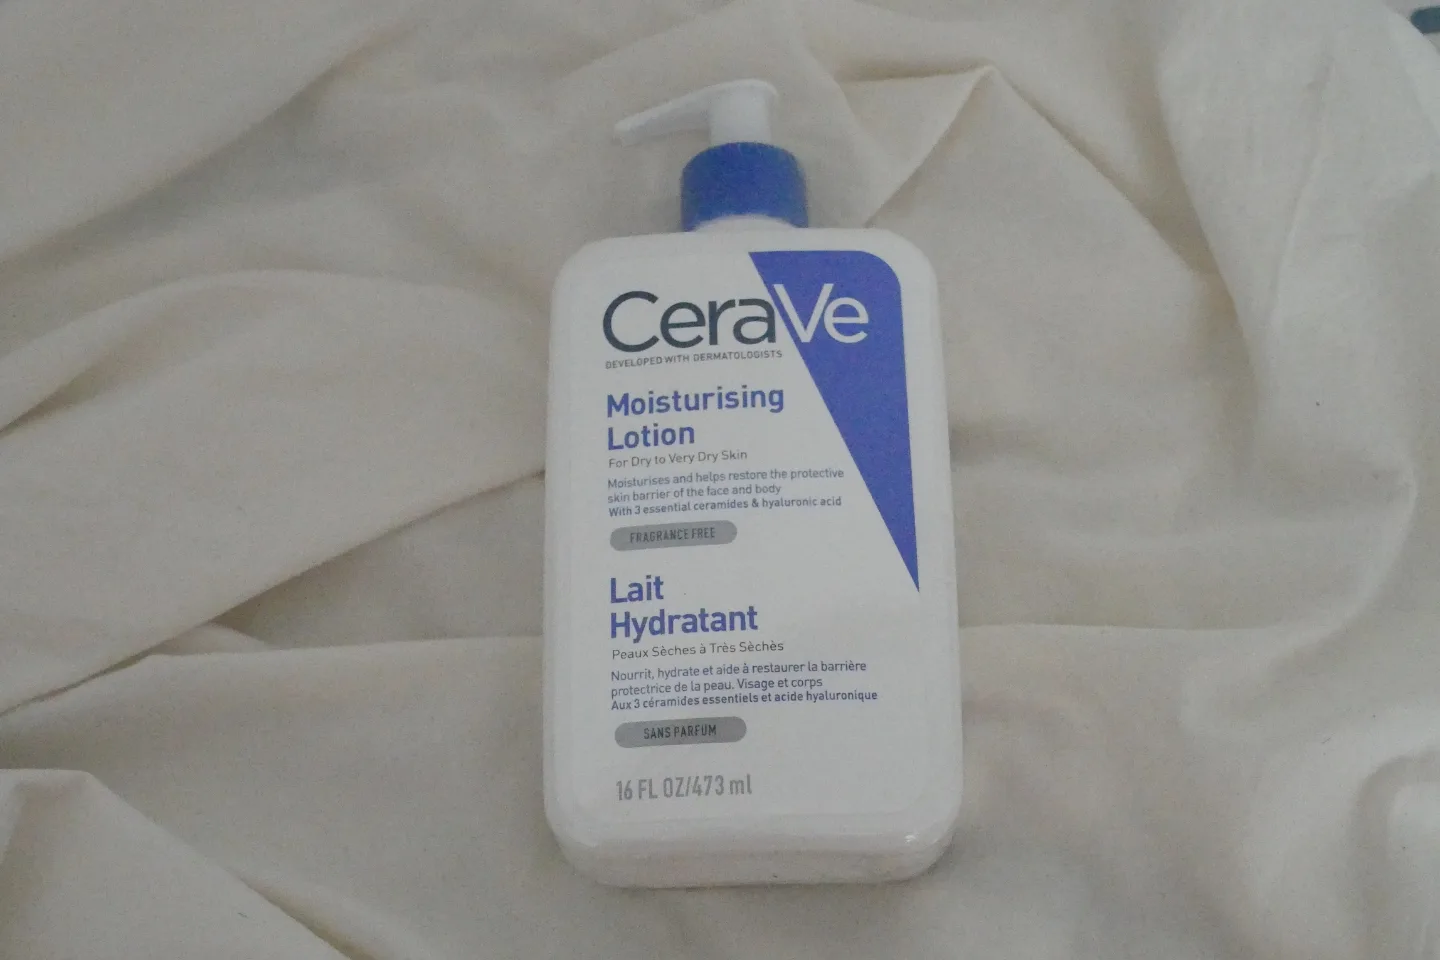 CeraVe
DEVELOPED WITH DERMATOLOGISTS
Moisturising
Lotion
For Dry to Very Dry Skin
Moisturises and helps restore the protective
skin barrier of the face and body
With 3 essential ceramides & hyaluronic acid
FRAGRANCE FREE
Lait
Hydratant
Peaux Sèches à Très Sèches
Nourrit, hydrate et aide à restaurer la barrière
protectrice de la peau. Visage et corps
Aux 3 céramides essentiels et acide hyaluronique
SANS PARFUM
16 FL OZ/473 ml